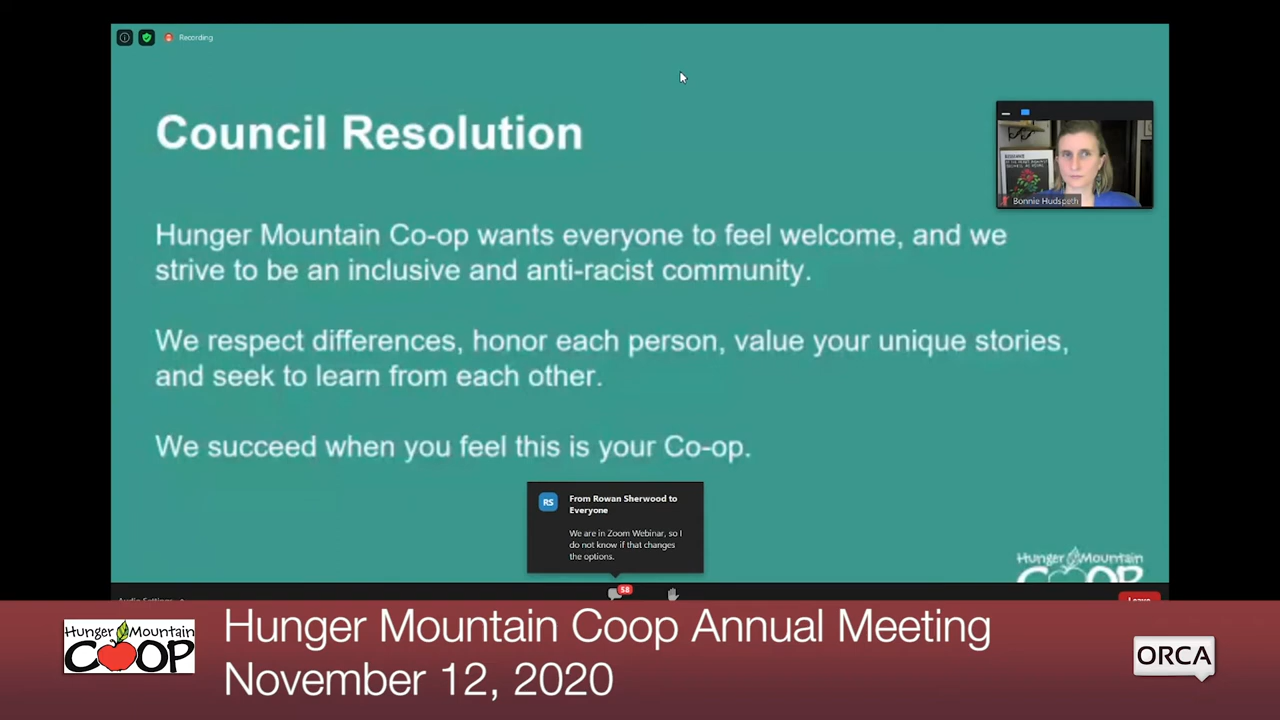 Recording
Council Resolution
Bonnie Hudspeth
Hunger Mountain Co-op wants everyone to feel welcome, and we
strive to be an inclusive and anti-racist community.
We respect differences, honor each person, value your unique stories,
and seek to learn from each other.
We succeed when you feel this is your Co-op.
RS
From Rowan Sherwood to
Everyone
We are in Zoom Webinar, so I
do not know if that changes
the options.
Hunger Mountain
COOP
58
Audio Settings
Leave
Hunger Mountain
COOP
Hunger Mountain Coop Annual Meeting
November 12, 2020
ORCA